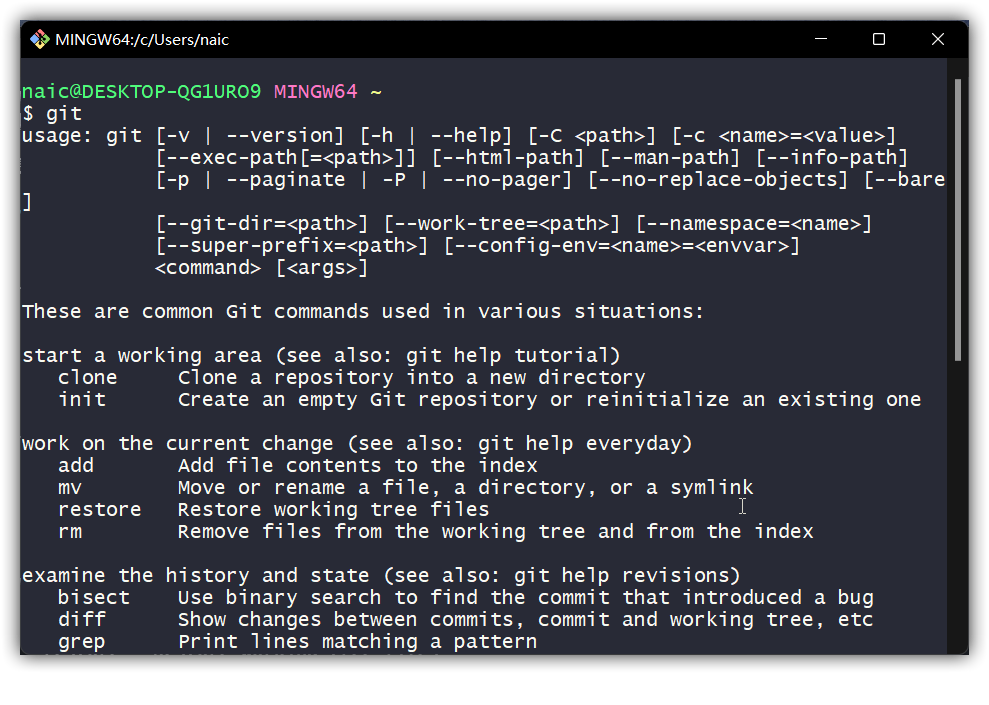 MINGW64:/c/Users/naic
naic@DESKTOP-QG1URO9 MINGW64 ~
$ git
usage: git [-v | --version] [-h | --help] [-C <path>] [-c <name>=<value>]
           [--exec-path[=<path>]] [--html-path] [--man-path] [--info-path]
           [-p | --paginate | -P | --no-pager] [--no-replace-objects] [--bare
]
           [--git-dir=<path>] [--work-tree=<path>] [--namespace=<name>]
           [--super-prefix=<path>] [--config-env=<name>=<envvar>]
           <command> [<args>]
These are common Git commands used in various situations:
start a working area (see also: git help tutorial)
   clone     Clone a repository into a new directory
   init      Create an empty Git repository or reinitialize an existing one
work on the current change (see also: git help everyday)
   add       Add file contents to the index
   mv        Move or rename a file, a directory, or a symlink
   restore   Restore working tree files
   rm        Remove files from the working tree and from the index
examine the history and state (see also: git help revisions)
   bisect    Use binary search to find the commit that introduced a bug
   diff      Show changes between commits, commit and working tree, etc
   grep      Print lines matching a pattern